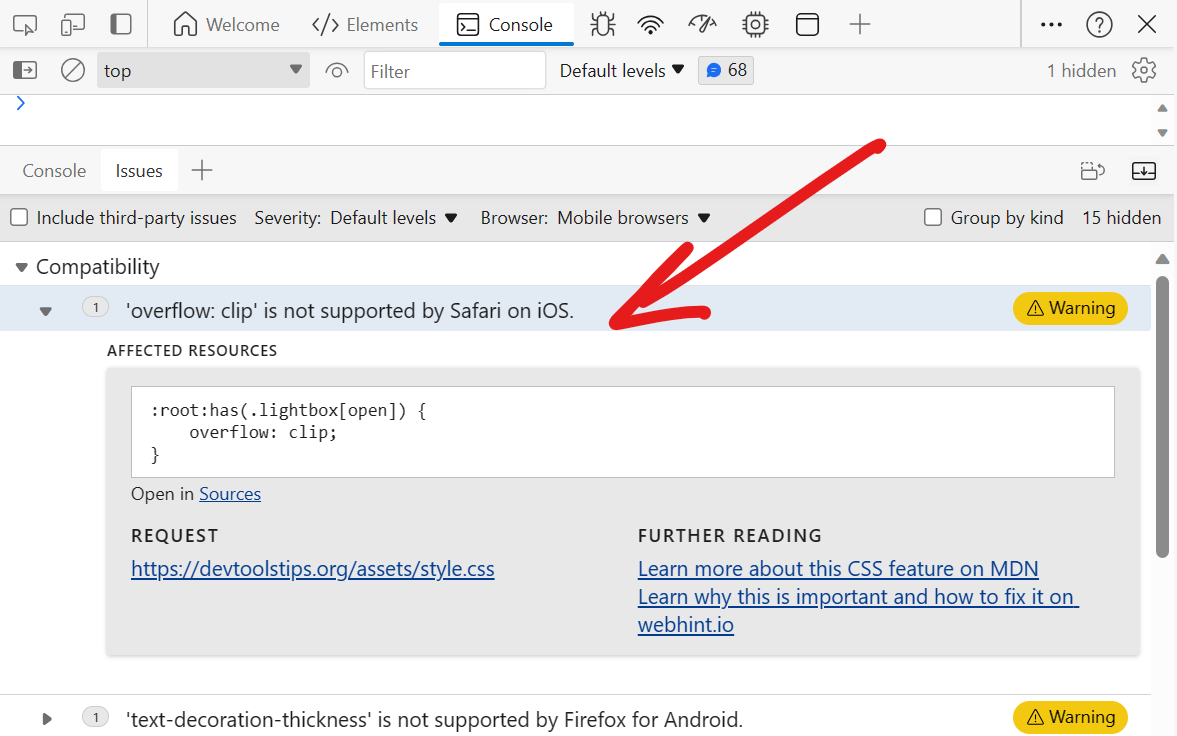 Welcome </> Elements Console
top Filter Default levels 68 1 hidden
Console Issues
Include third-party issues Severity: Default levels Browser: Mobile browsers Group by kind 15 hidden
Compatibility
1 'overflow: clip' is not supported by Safari on iOS. Warning
AFFECTED RESOURCES
:root:has(.lightbox[open]) {
    overflow: clip;
}
Open in Sources
REQUEST FURTHER READING
https://devtoolstips.org/assets/style.css Learn more about this CSS feature on MDN
Learn why this is important and how to fix it on
webhint.io
1 'text-decoration-thickness' is not supported by Firefox for Android. Warning